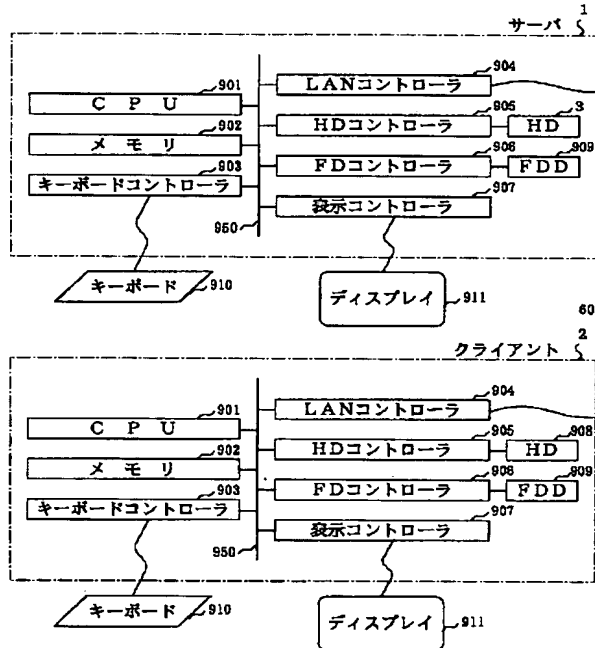 1
サーバ
901
CPU
902
メモリ
903
キーボードコントローラ
904
LANコントローラ
905
HDコントローラ
3
HD
906
FDコントローラ
909
FDD
907
表示コントローラ
950
キーボード
910
ディスプレイ
911
60
2
クライアント
901
CPU
902
メモリ
903
キーボードコントローラ
904
LANコントローラ
905
HDコントローラ
908
HD
906
FDコントローラ
909
FDD
907
表示コントローラ
950
キーボード
910
ディスプレイ
911